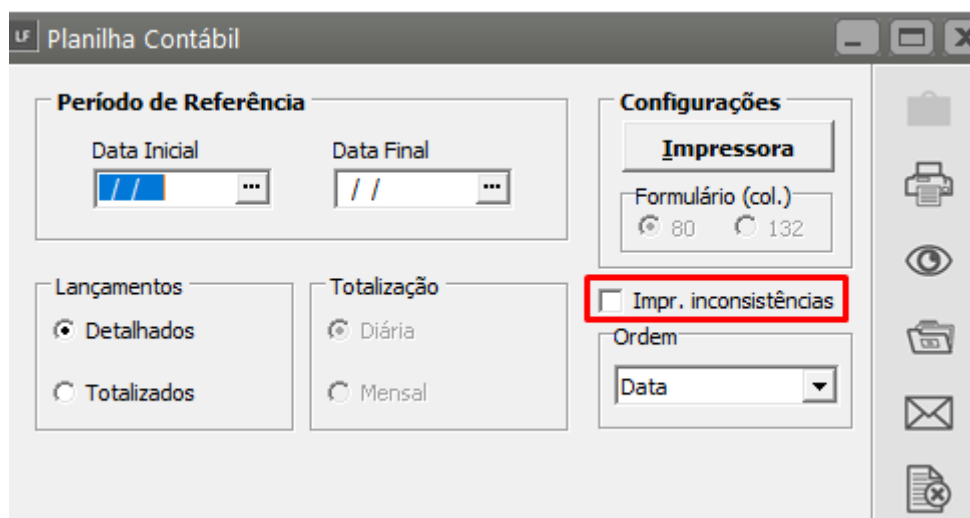 LF Planilha Contábil
Período de Referência
Data Inicial
Data Final
/ /
/ /
Configurações
Impressora
Formulário (col.)
80
132
Lançamentos
Detalhados
Totalizados
Totalização
Diária
Mensal
Impr. inconsistências
Ordem
Data